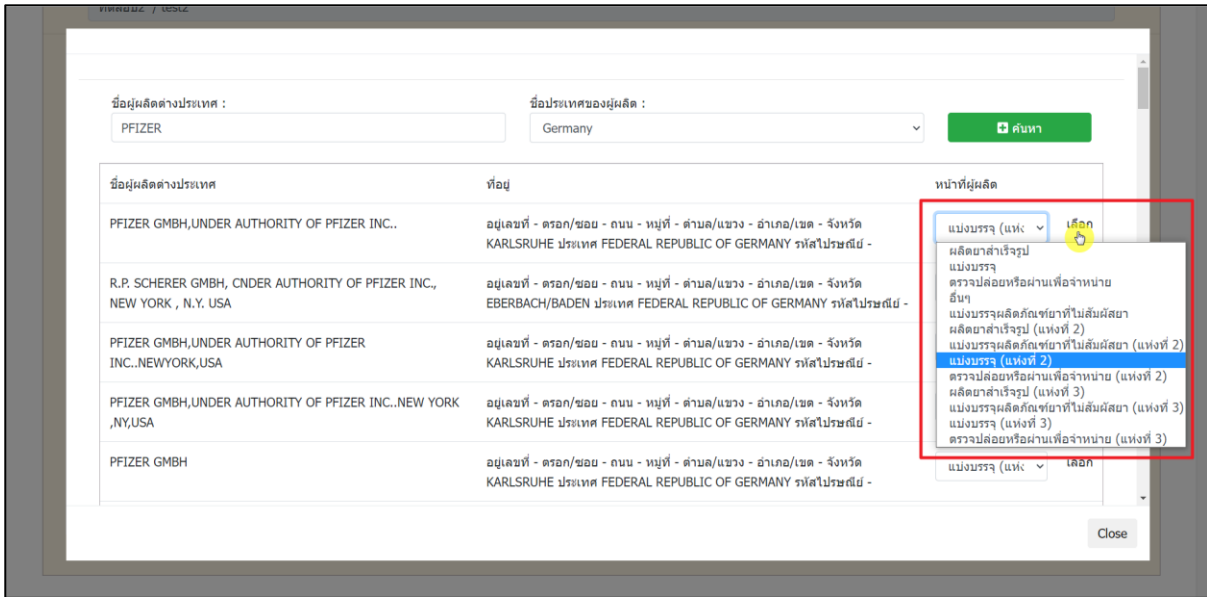 ทดสอบ2 / test2
ชื่อผู้ผลิตต่างประเทศ :
ชื่อประเทศของผู้ผลิต :
PFIZER
Germany
ค้นหา
ชื่อผู้ผลิตต่างประเทศ
ที่อยู่
หน้าที่ผู้ผลิต
PFIZER GMBH,UNDER AUTHORITY OF PFIZER INC..
อยู่เลขที่ - ตรอก/ซอย - ถนน - หมู่ที่ - ตำบล/แขวง - อำเภอ/เขต - จังหวัด
KARLSRUHE ประเทศ FEDERAL REPUBLIC OF GERMANY รหัสไปรษณีย์ -
แบ่งบรรจุ (แห่ง
เลือก
ผลิตยาสำเร็จรูป
แบ่งบรรจุ
ตรวจปล่อยหรือผ่านเพื่อจำหน่าย
อื่นๆ
แบ่งบรรจุผลิตภัณฑ์ยาที่ไม่สัมผัสยา
ผลิตยาสำเร็จรูป (แห่งที่ 2)
แบ่งบรรจุผลิตภัณฑ์ยาที่ไม่สัมผัสยา (แห่งที่ 2)
แบ่งบรรจุ (แห่งที่ 2)
ตรวจปล่อยหรือผ่านเพื่อจำหน่าย (แห่งที่ 2)
ผลิตยาสำเร็จรูป (แห่งที่ 3)
แบ่งบรรจุผลิตภัณฑ์ยาที่ไม่สัมผัสยา (แห่งที่ 3)
แบ่งบรรจุ (แห่งที่ 3)
ตรวจปล่อยหรือผ่านเพื่อจำหน่าย (แห่งที่ 3)
R.P. SCHERER GMBH, CNDER AUTHORITY OF PFIZER INC.,
NEW YORK , N.Y. USA
อยู่เลขที่ - ตรอก/ซอย - ถนน - หมู่ที่ - ตำบล/แขวง - อำเภอ/เขต - จังหวัด
EBERBACH/BADEN ประเทศ FEDERAL REPUBLIC OF GERMANY รหัสไปรษณีย์ -
PFIZER GMBH,UNDER AUTHORITY OF PFIZER
INC..NEWYORK,USA
อยู่เลขที่ - ตรอก/ซอย - ถนน - หมู่ที่ - ตำบล/แขวง - อำเภอ/เขต - จังหวัด
KARLSRUHE ประเทศ FEDERAL REPUBLIC OF GERMANY รหัสไปรษณีย์ -
PFIZER GMBH,UNDER AUTHORITY OF PFIZER INC..NEW YORK
,NY,USA
อยู่เลขที่ - ตรอก/ซอย - ถนน - หมู่ที่ - ตำบล/แขวง - อำเภอ/เขต - จังหวัด
KARLSRUHE ประเทศ FEDERAL REPUBLIC OF GERMANY รหัสไปรษณีย์ -
PFIZER GMBH
อยู่เลขที่ - ตรอก/ซอย - ถนน - หมู่ที่ - ตำบล/แขวง - อำเภอ/เขต - จังหวัด
KARLSRUHE ประเทศ FEDERAL REPUBLIC OF GERMANY รหัสไปรษณีย์ -
แบ่งบรรจุ (แห่ง
เลือก
Close